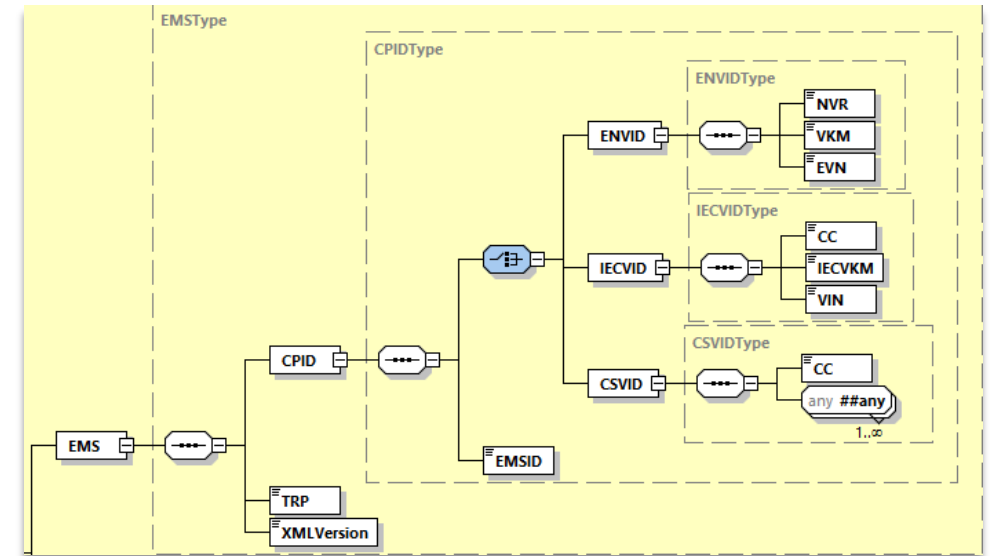 EMSType
CPIDType
ENVIDType
NVR
ENVID
VKM
EVN
IECVIDType
CC
IECVID
IECVKM
VIN
CSVIDType
CPID
CC
CSVID
any ##any
1..∞
EMS
EMSID
TRP
XMLVersion